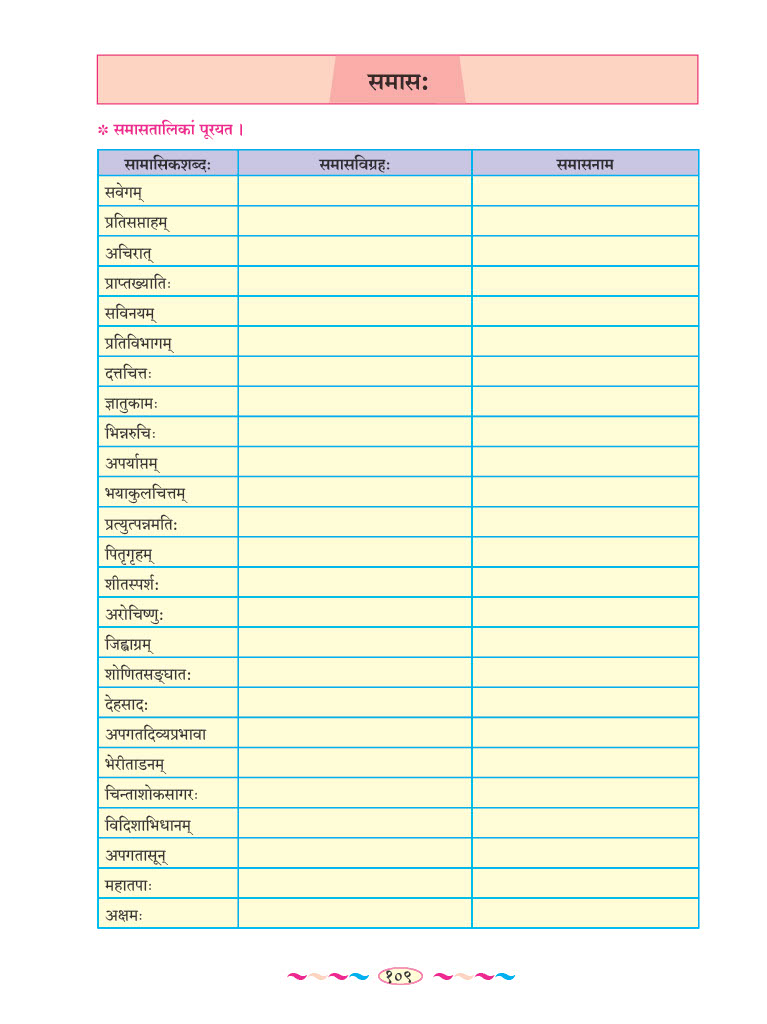 समास:
✽ समासतालिकां पूरयत ।
सामासिकशब्दः समासविग्रहः समासनाम
सवेगम्
प्रतिसप्ताहम्
अचिरात्
प्राप्तख्यातिः
सविनयम्
प्रतिविभागम्
दत्तचित्तः
ज्ञातुकामः
भिन्नरुचिः
अपर्याप्तम्
भयाकुलचित्तम्
प्रत्युत्पन्नमति:
पितृगृहम्
शीतस्पर्श:
अरोचिष्णु:
जिह्वाग्रम्
शोणितसङ्घात:
देहसाद:
अपगतदिव्यप्रभावा
भेरीताडनम्
चिन्ताशोकसागरः
विदिशाभिधानम्
अपगतासून्
महातपाः
अक्षमः
१०९